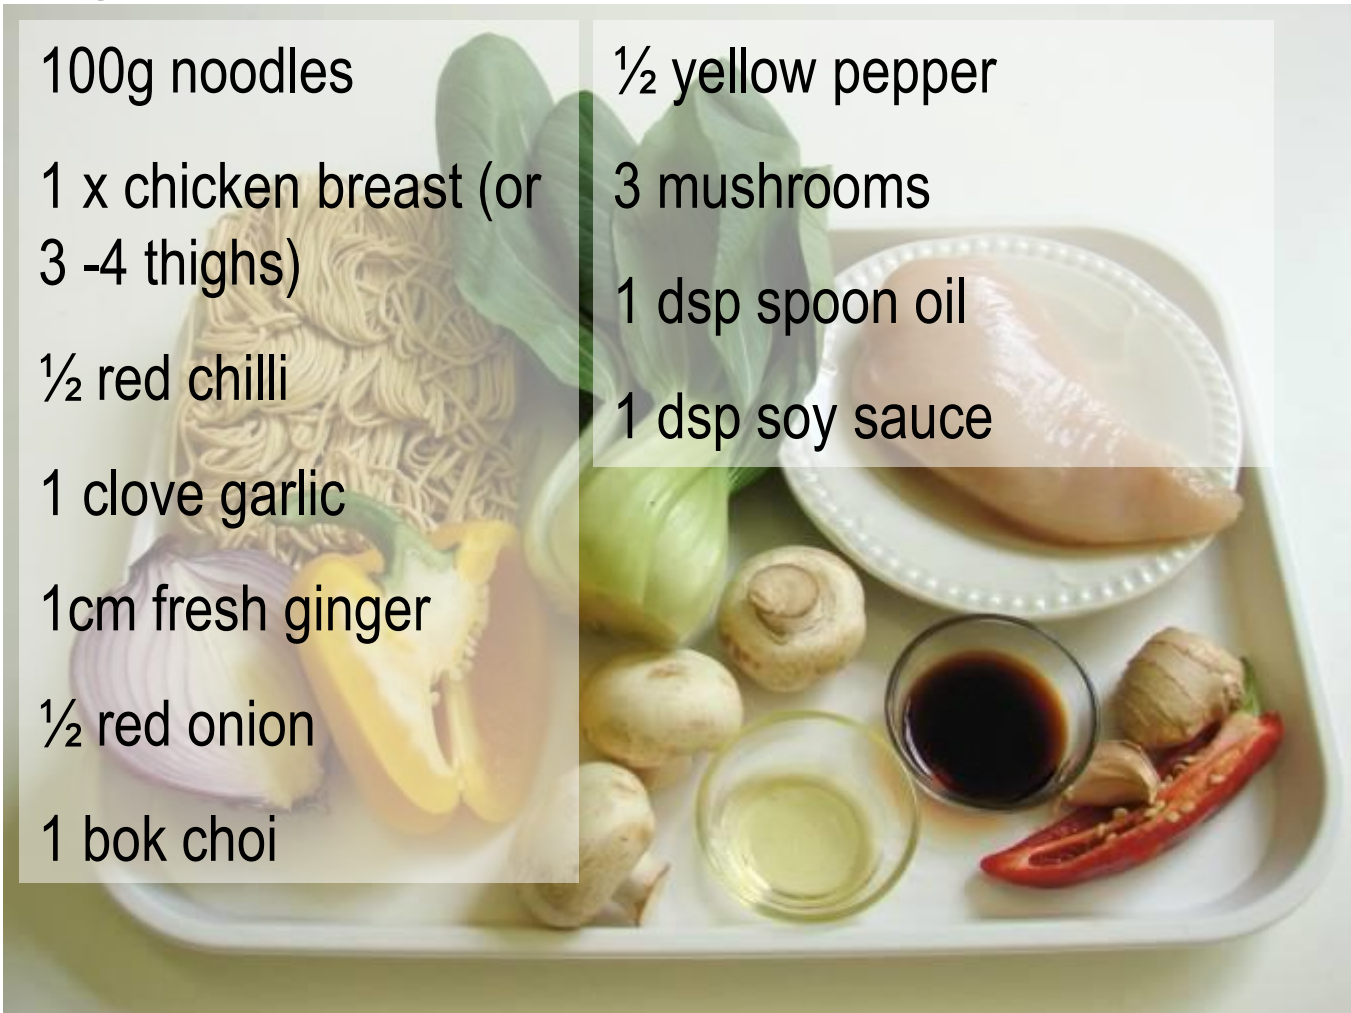 100g noodles
1 x chicken breast (or
3 -4 thighs)
½ red chilli
1 clove garlic
1cm fresh ginger
½ red onion
1 bok choi
½ yellow pepper
3 mushrooms
1 dsp spoon oil
1 dsp soy sauce